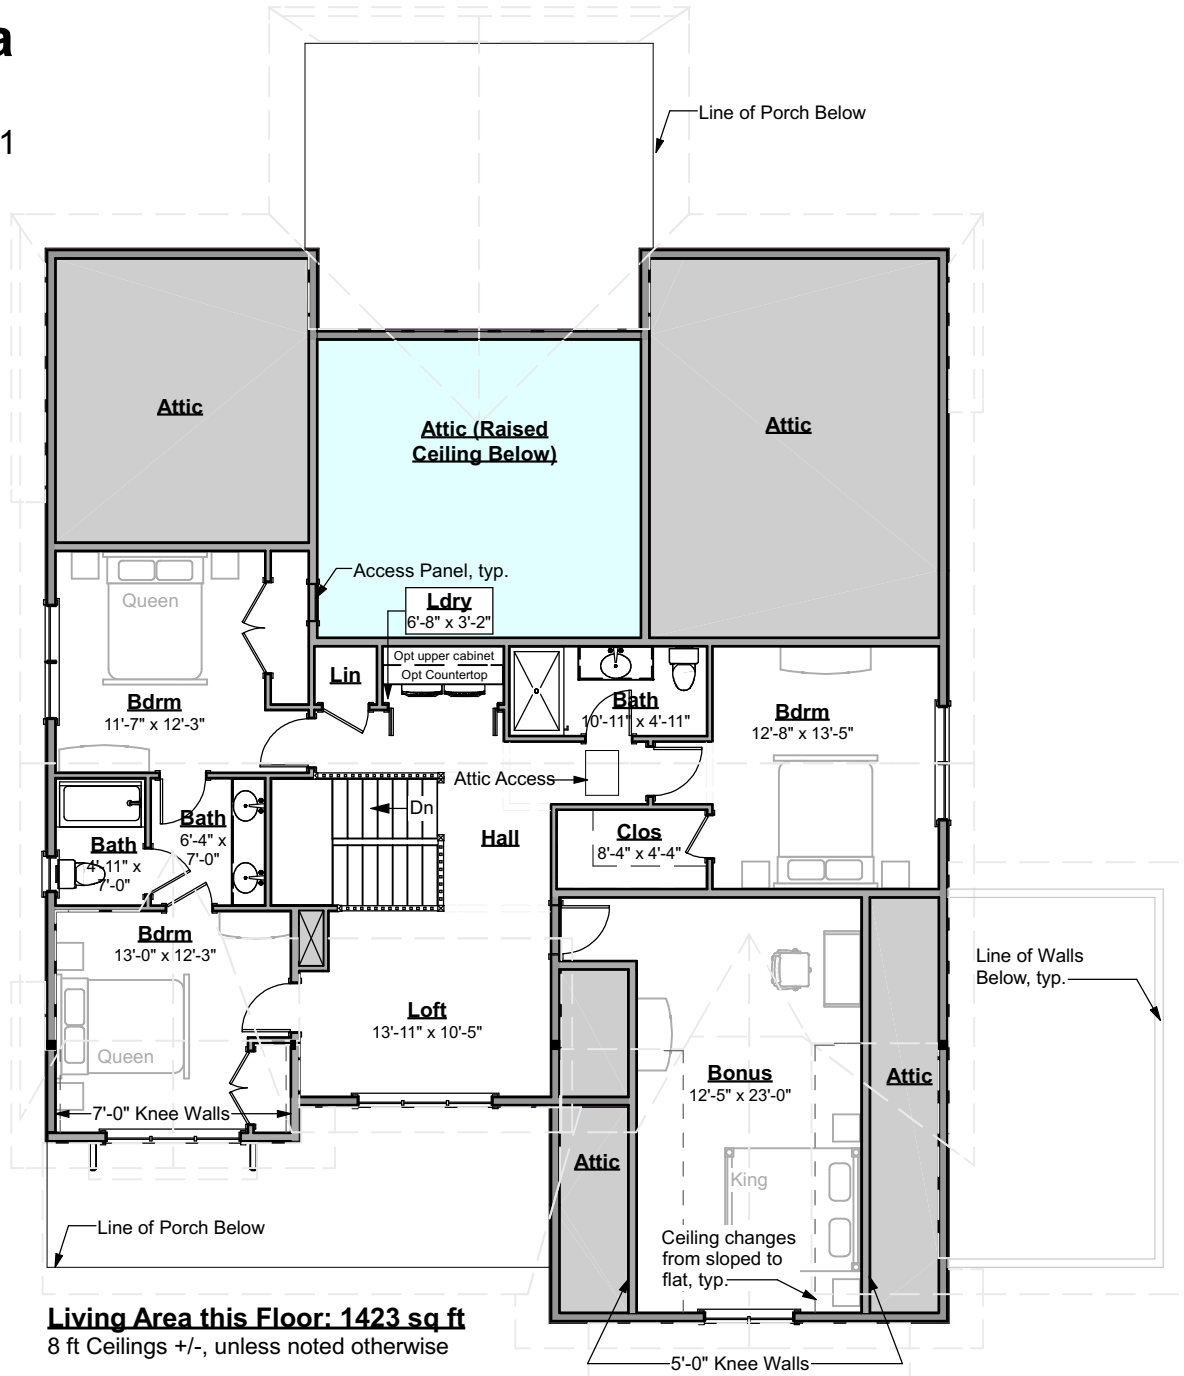 a
1
Line of Porch Below
Attic
Attic (Raised
Ceiling Below)
Attic
Access Panel, typ.
Ldry
6'-8" x 3'-2"
Queen
Opt upper cabinet
Opt Countertop
Lin
Bdrm
11'-7" x 12'-3"
Bath
10'-11" x 4'-11"
Bdrm
12'-8" x 13'-5"
Attic Access
Dn
Bath
6'-4" x
7'-0"
Bath
4'-11" x
7'-0"
Hall
Clos
8'-4" x 4'-4"
Bdrm
13'-0" x 12'-3"
Line of Walls
Below, typ.
Loft
13'-11" x 10'-5"
Queen
Bonus
12'-5" x 23'-0"
Attic
7'-0" Knee Walls
Attic
King
Line of Porch Below
Ceiling changes
from sloped to
flat, typ.
Living Area this Floor: 1423 sq ft
8 ft Ceilings +/-, unless noted otherwise
5'-0" Knee Walls